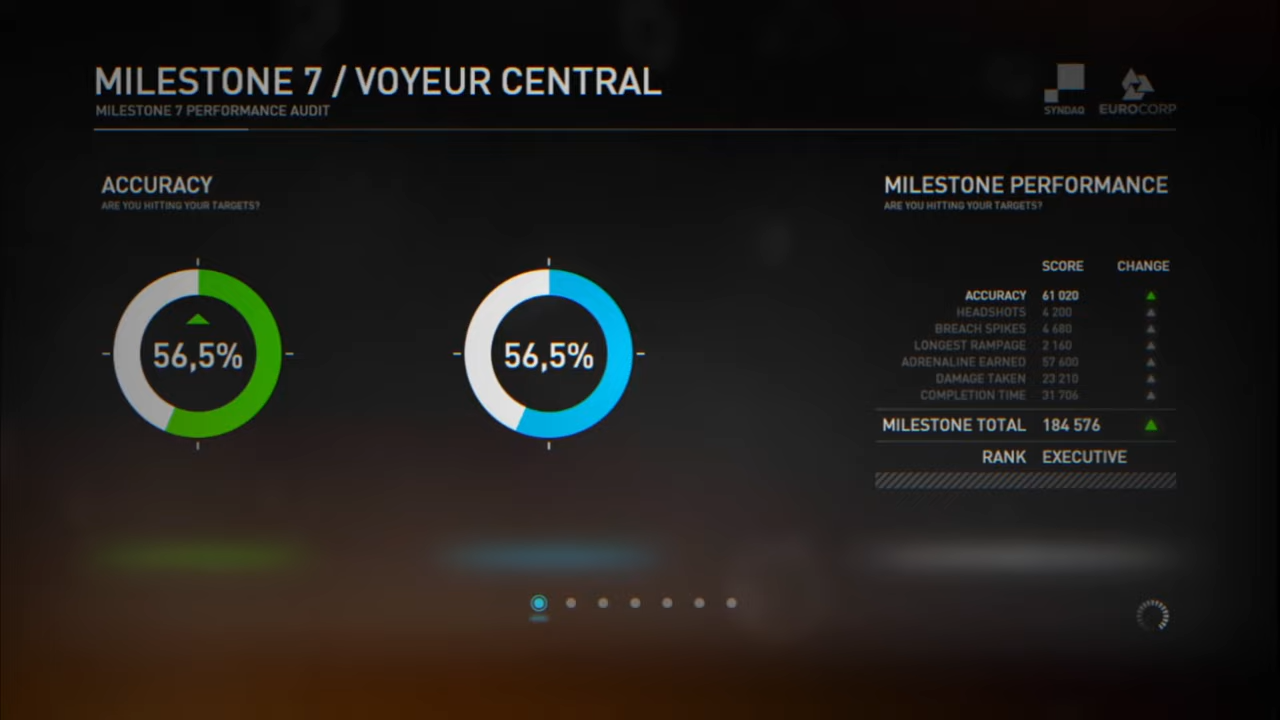 MILESTONE 7 / VOYEUR CENTRAL
MILESTONE 7 PERFORMANCE AUDIT
SYNDAQ EUROCORP
ACCURACY
ARE YOU HITTING YOUR TARGETS?
56,5%
56,5%
MILESTONE PERFORMANCE
ARE YOU HITTING YOUR TARGETS?
SCORE CHANGE
ACCURACY 61 020
HEADSHOTS 4 200
BREACH SPIKES 4 680
LONGEST RAMPAGE 2 160
ADRENALINE EARNED 57 600
DAMAGE TAKEN 23 210
COMPLETION TIME 31 706
MILESTONE TOTAL 184 576
RANK EXECUTIVE